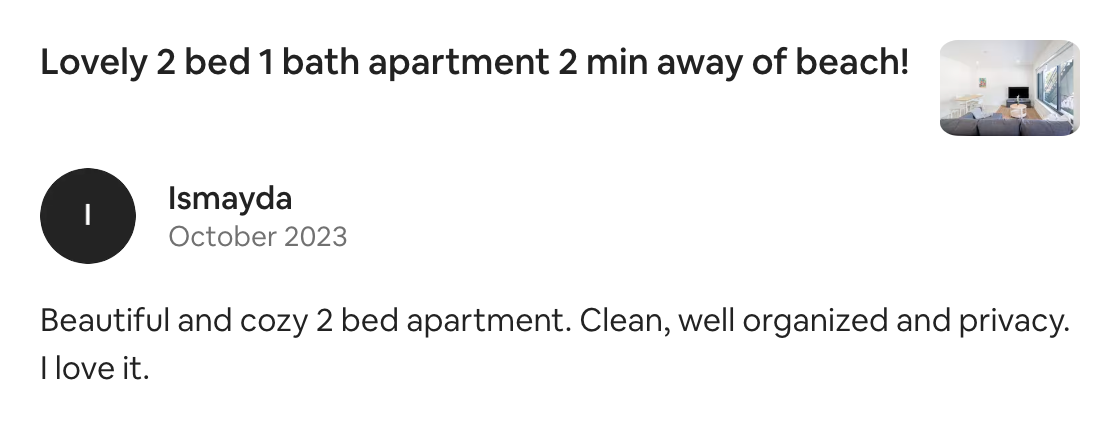 Lovely 2 bed 1 bath apartment 2 min away of beach!
I
Ismayda
October 2023
Beautiful and cozy 2 bed apartment. Clean, well organized and privacy.
I love it.